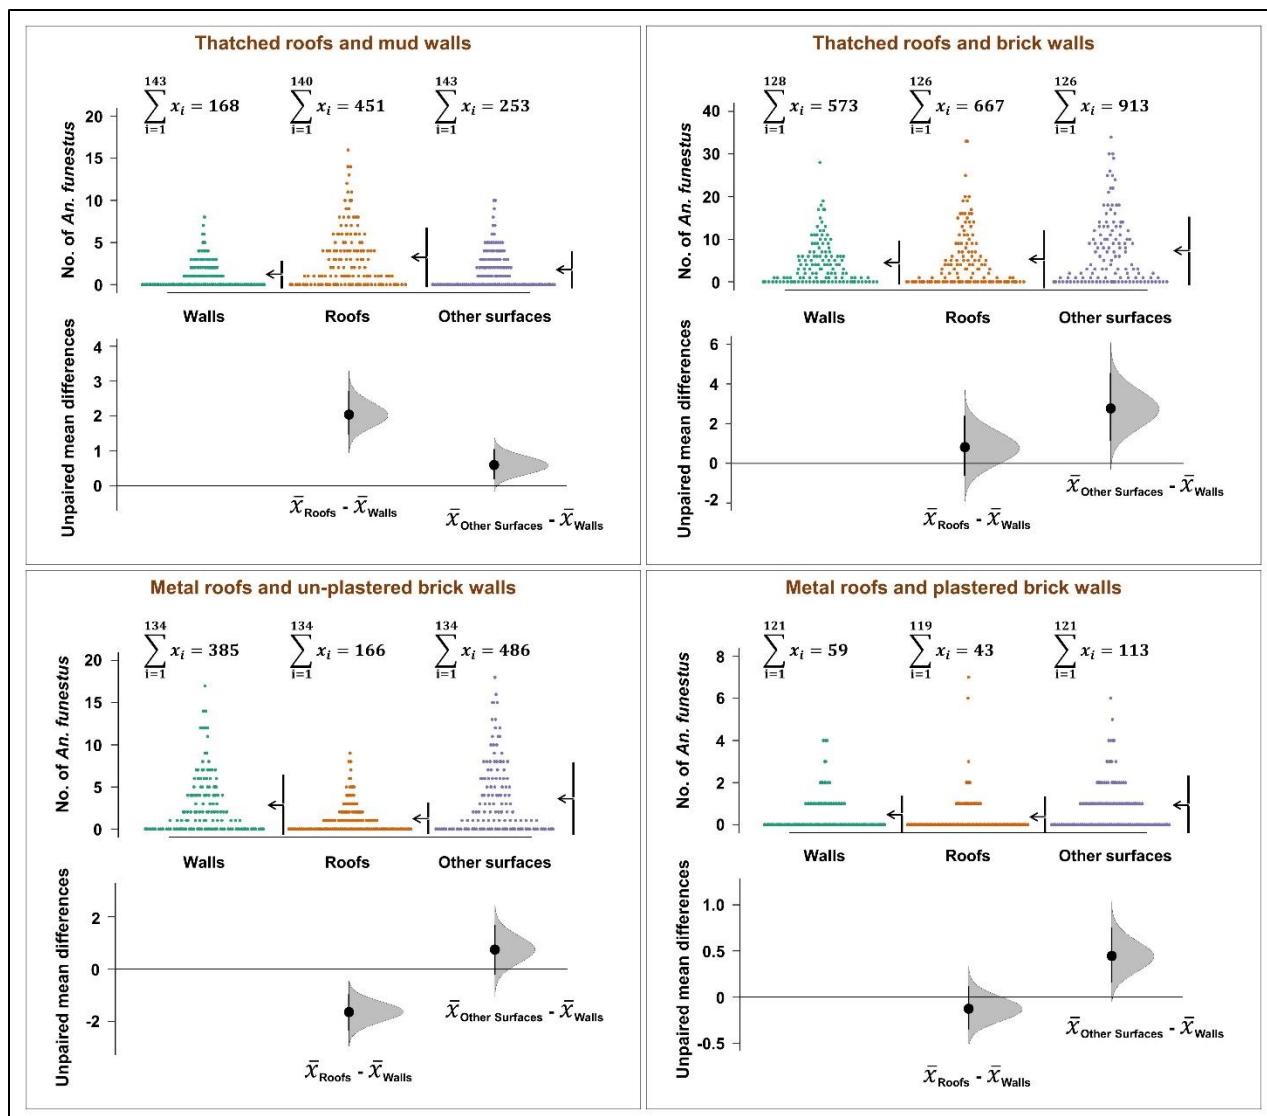 Thatched roofs and mud walls
143 ∑ i=1 xᵢ = 168
140 ∑ i=1 xᵢ = 451
143 ∑ i=1 xᵢ = 253
No. of An. funestus
20
15
10
5
0
Walls Roofs Other surfaces
Unpaired mean differences
4
3
2
1
0
x̄ Roofs - x̄ Walls
x̄ Other Surfaces - x̄ Walls
Thatched roofs and brick walls
128 ∑ i=1 xᵢ = 573
126 ∑ i=1 xᵢ = 667
126 ∑ i=1 xᵢ = 913
No. of An. funestus
40
30
20
10
0
Walls Roofs Other surfaces
Unpaired mean differences
6
4
2
0
-2
x̄ Roofs - x̄ Walls
x̄ Other Surfaces - x̄ Walls
Metal roofs and un-plastered brick walls
134 ∑ i=1 xᵢ = 385
134 ∑ i=1 xᵢ = 166
134 ∑ i=1 xᵢ = 486
No. of An. funestus
20
15
10
5
0
Walls Roofs Other surfaces
Unpaired mean differences
2
0
-2
x̄ Other Surfaces - x̄ Walls
x̄ Roofs - x̄ Walls
Metal roofs and plastered brick walls
121 ∑ i=1 xᵢ = 59
119 ∑ i=1 xᵢ = 43
121 ∑ i=1 xᵢ = 113
No. of An. funestus
8
6
4
2
0
Walls Roofs Other surfaces
Unpaired mean differences
1.0
0.5
0
-0.5
x̄ Other Surfaces - x̄ Walls
x̄ Roofs - x̄ Walls